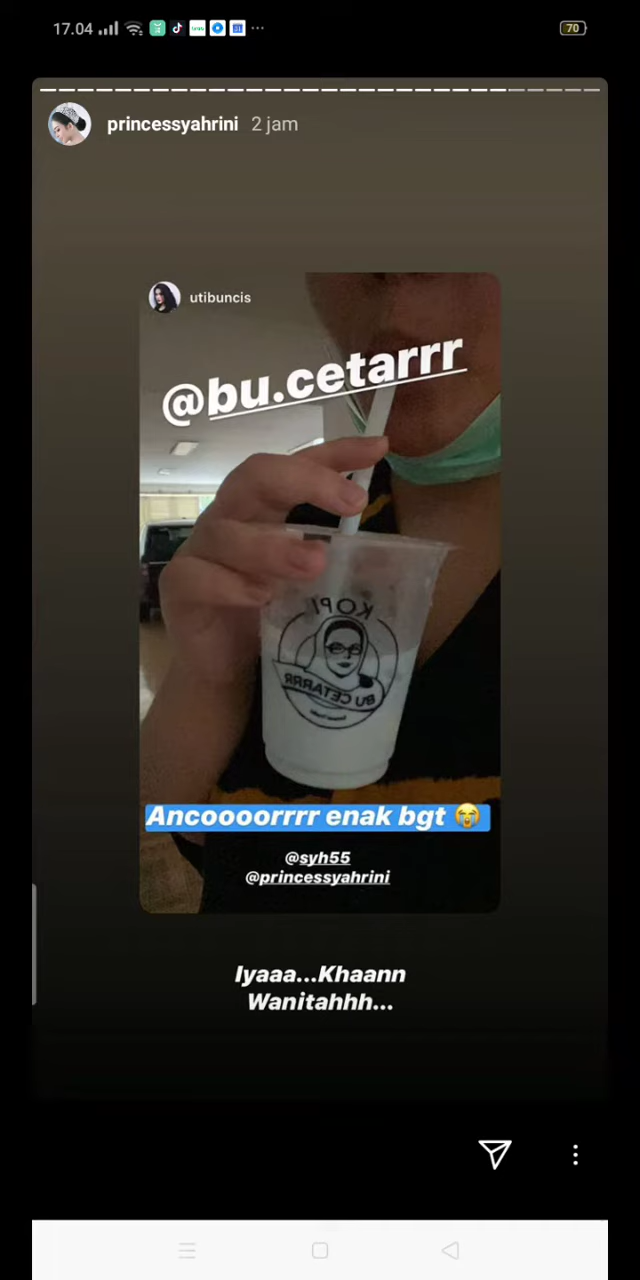 17.04
70
princessyahrini 2 jam
utibuncis
@bu.cetarrr
KOPI
BU CETARRR
Ancoooorrrr enak bgt 😭
@syh55
@princessyahrini
Iyaaa...Khaann
Wanitahhh...